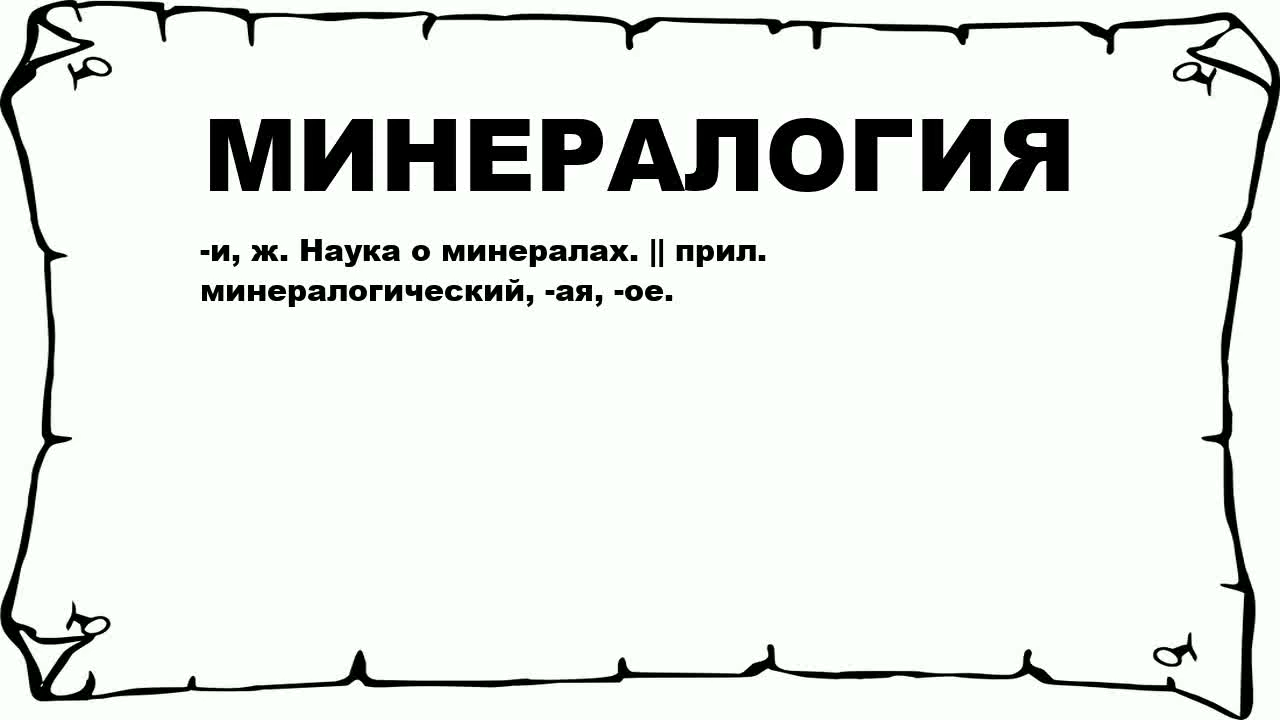 МИНЕРАЛОГИЯ
-и, ж. Наука о минералах. || прил.
минералогический, -ая, -ое.